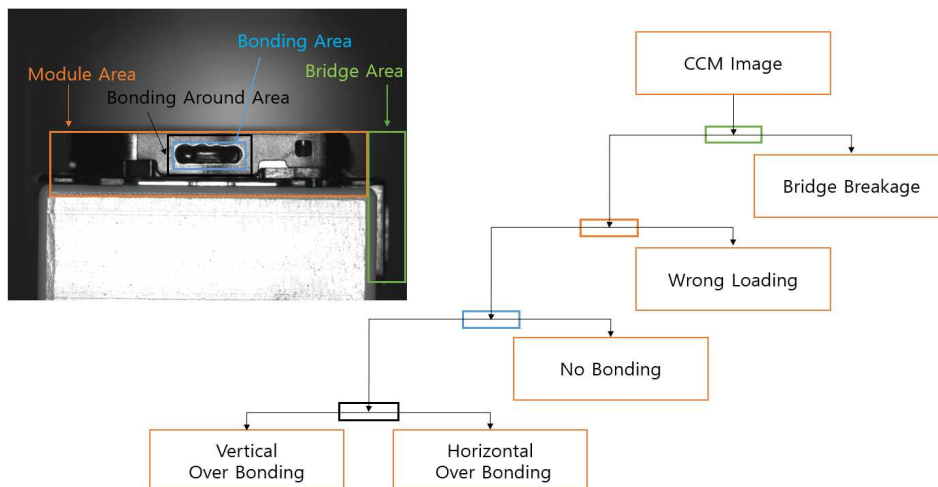 Bonding Area
Module Area
Bridge Area
Bonding Around Area
CCM Image
Bridge Breakage
Wrong Loading
No Bonding
Vertical
Over Bonding
Horizontal
Over Bonding